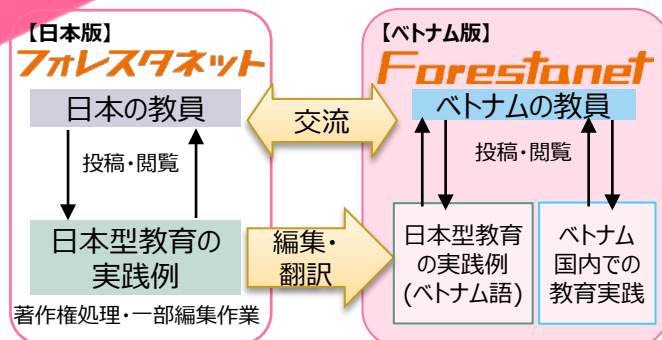 【日本版】
フォレスタネット
日本の教員
投稿・閲覧
日本型教育の
実践例
著作権処理・一部編集作業
交流
編集・
翻訳
【ベトナム版】
Forestanet
ベトナムの教員
投稿・閲覧
日本型教育
の実践例
(ベトナム語)
ベトナム
国内での
教育実践